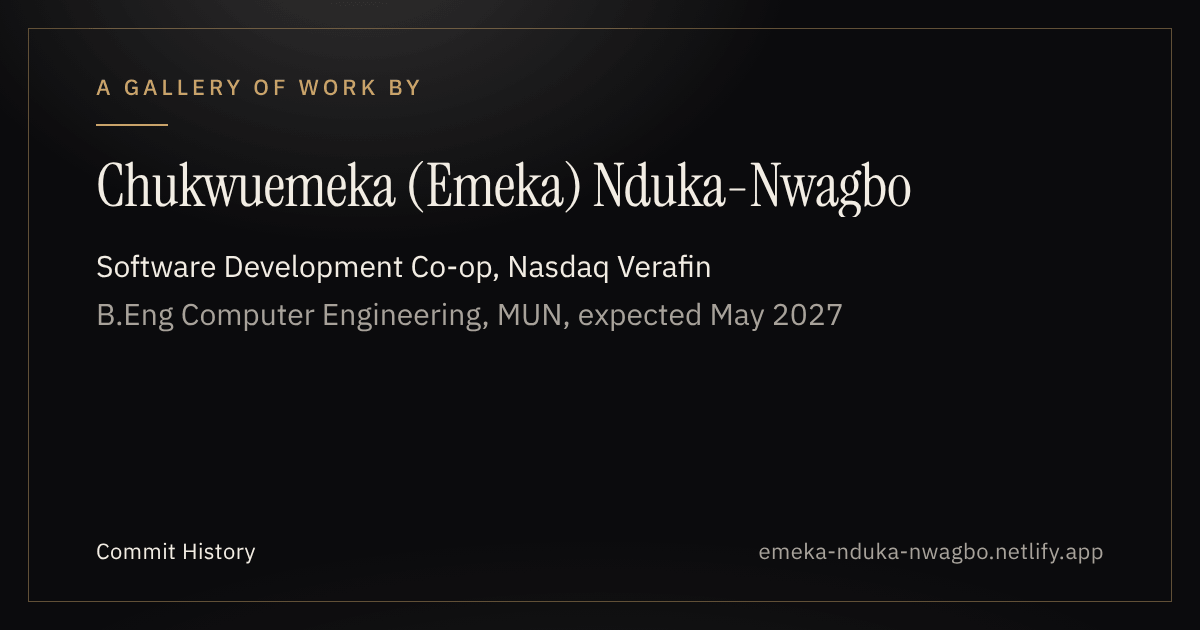 A GALLERY OF WORK BY
Chukwuemeka (Emeka) Nduka-Nwagbo
Software Development Co-op, Nasdaq Verafin
B.Eng Computer Engineering, MUN, expected May 2027
Commit History
emeka-nduka-nwagbo.netlify.app